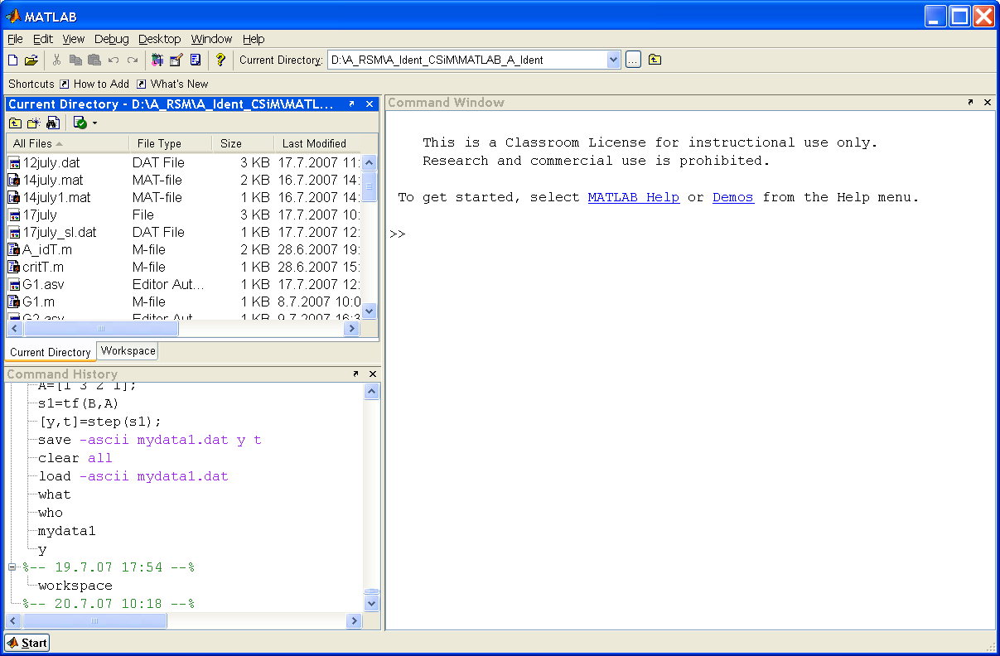 MATLAB
File Edit View Debug Desktop Window Help
Current Directory: D:\A_RSM\A_Ident_CSiM\MATLAB_A_Ident ...
Shortcuts How to Add What's New
Current Directory - D:\A_RSM\A_Ident_CSiM\MATL...
All Files File Type Size Last Modified
12july.dat DAT File 3 KB 17.7.2007 11:
14july.mat MAT-file 2 KB 16.7.2007 14:
14july1.mat MAT-file 1 KB 16.7.2007 14:
17july File 3 KB 17.7.2007 10:
17july_sl.dat DAT File 1 KB 17.7.2007 12:
A_idT.m M-file 2 KB 28.6.2007 19:
critT.m M-file 1 KB 28.6.2007 15:
G1.asv Editor Aut... 1 KB 17.7.2007 12:
G1.m M-file 1 KB 8.7.2007 10:0
G2.asv Editor Aut 1 KB 9.7.2007 16:3
Current Directory Workspace
Command History
A=[1 3 2 1];
s1=tf(B,A)
[y,t]=step(s1);
save -ascii mydata1.dat y t
clear all
load -ascii mydata1.dat
what
who
mydata1
y
%-- 19.7.07 17:54 --%
workspace
%-- 20.7.07 10:18 --%
Command Window
This is a Classroom License for instructional use only.
Research and commercial use is prohibited.
To get started, select MATLAB Help or Demos from the Help menu.
>>
Start